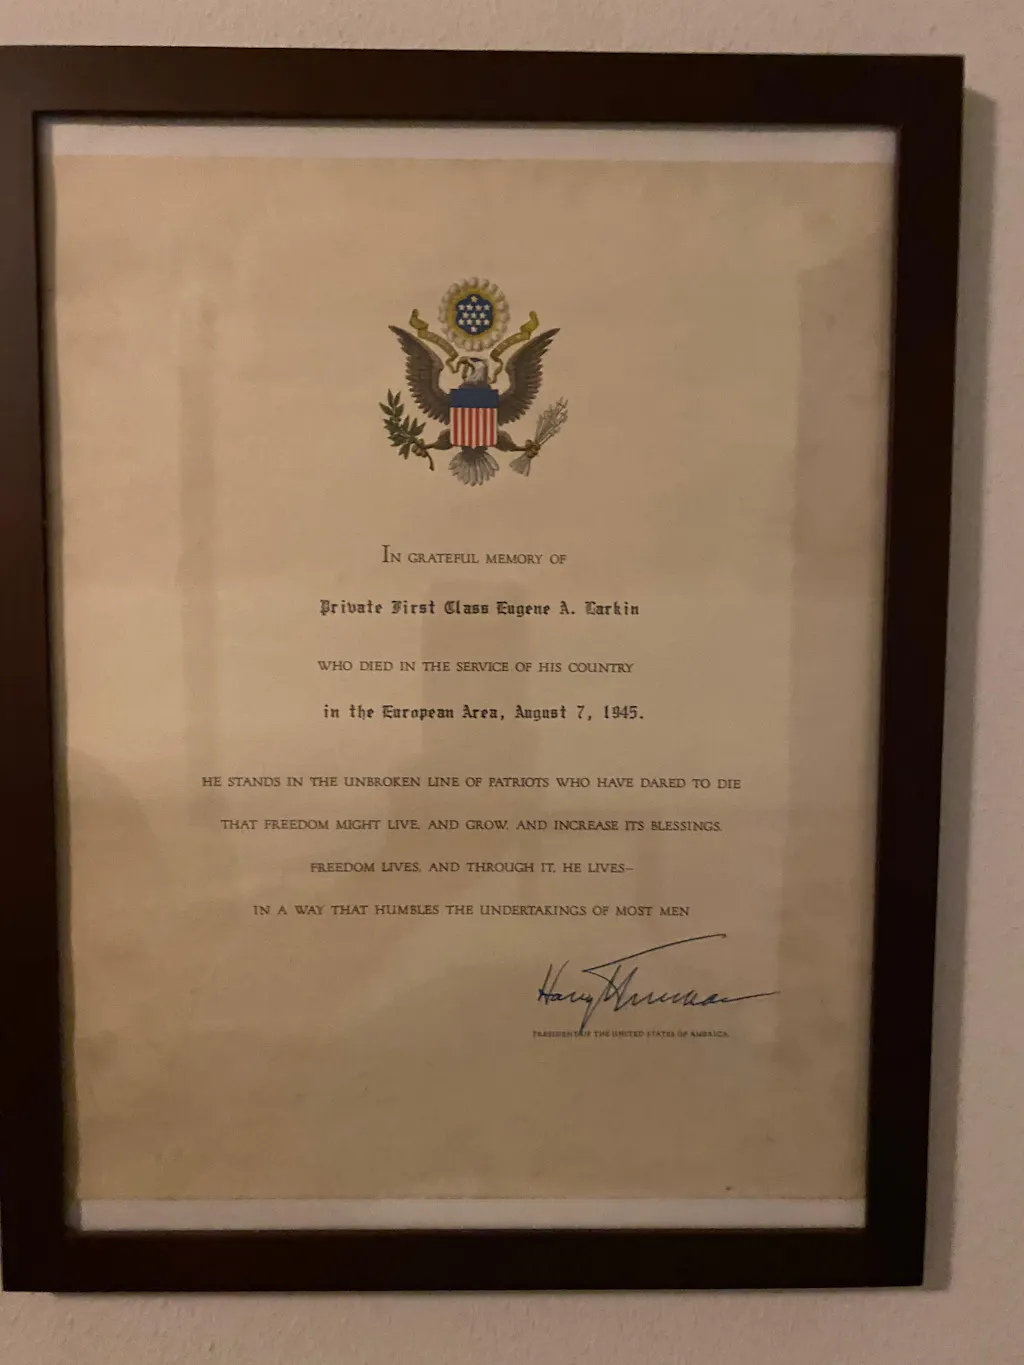 IN GRATEFUL MEMORY OF
Private First Class Eugene A. Larkin
WHO DIED IN THE SERVICE OF HIS COUNTRY
in the European Area, August 7, 1945.
HE STANDS IN THE UNBROKEN LINE OF PATRIOTS WHO HAVE DARED TO DIE
THAT FREEDOM MIGHT LIVE, AND GROW, AND INCREASE ITS BLESSINGS.
FREEDOM LIVES, AND THROUGH IT, HE LIVES–
IN A WAY THAT HUMBLES THE UNDERTAKINGS OF MOST MEN
Harry Truman
PRESIDENT OF THE UNITED STATES OF AMERICA.